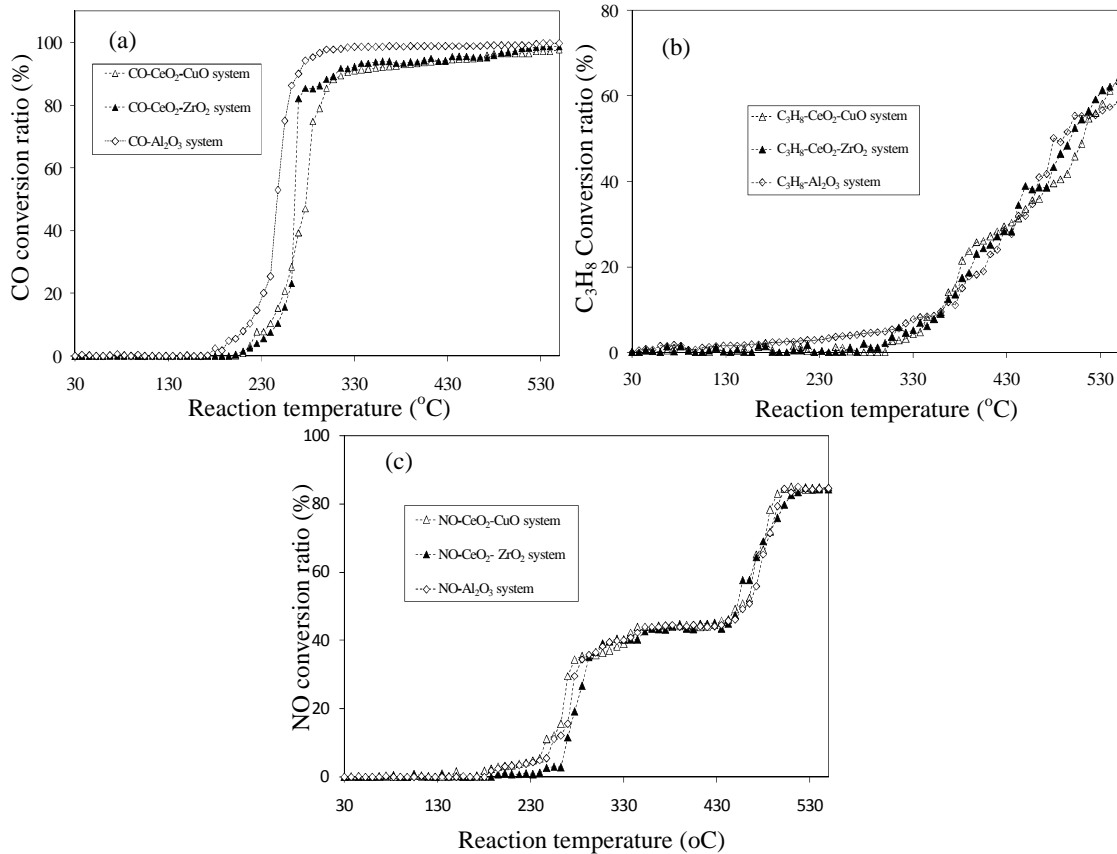 (a)
CO conversion ratio (%)
100
80
60
40
20
0
CO-CeO₂-CuO system
CO-CeO₂-ZrO₂ system
CO-Al₂O₃ system
30 130 230 330 430 530
Reaction temperature (°C)
(b)
C₃H₈ Conversion ratio (%)
80
60
40
20
0
C₃H₈-CeO₂-CuO system
C₃H₈-CeO₂-ZrO₂ system
C₃H₈-Al₂O₃ system
30 130 230 330 430 530
Reaction temperature (°C)
(c)
NO conversion ratio (%)
100
80
60
40
20
0
NO-CeO₂-CuO system
NO-CeO₂- ZrO₂ system
NO-Al₂O₃ system
30 130 230 330 430 530
Reaction temperature (oC)